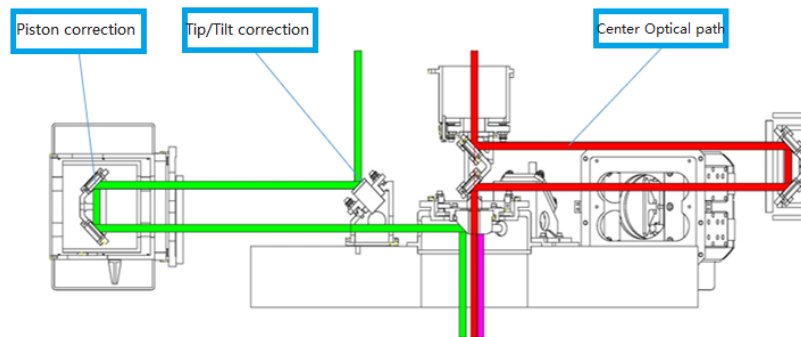 Piston correction
Tip/Tilt correction
Center Optical path